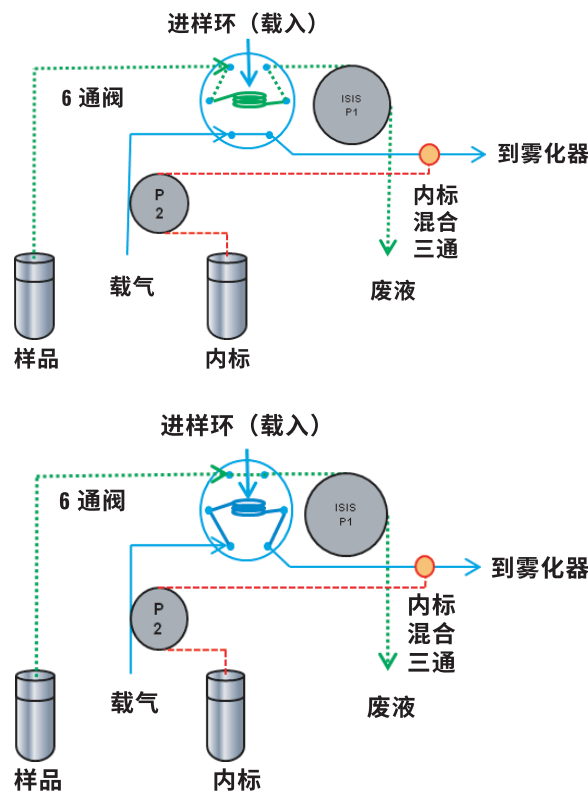 进样环（载入）
6 通阀
ISIS
P1
到雾化器
P
2
内标
混合
三通
载气
废液
样品
内标
进样环（载入）
6 通阀
ISIS
P1
到雾化器
P
2
内标
混合
三通
载气
废液
样品
内标